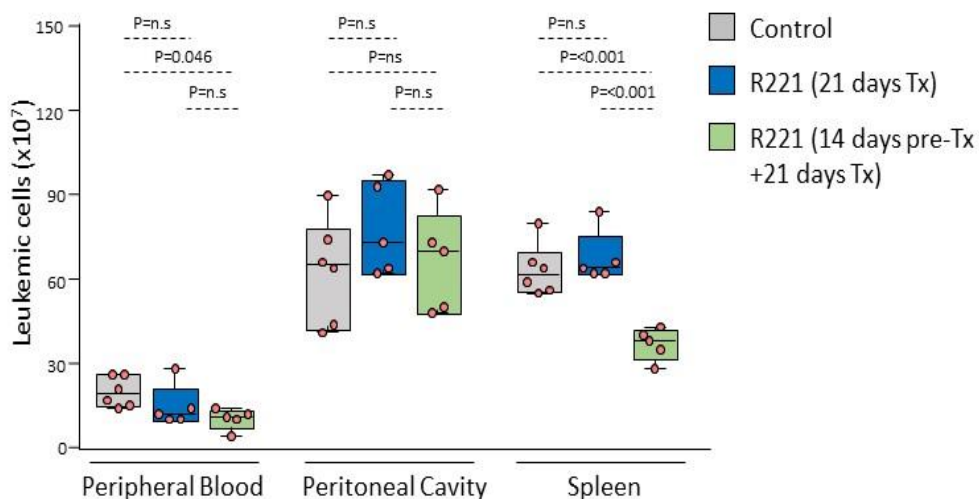 Leukemic cells (x10⁷)
150
120
90
60
30
0
P=n.s
P=0.046
P=n.s
P=n.s
P=ns
P=n.s
P=n.s
P=<0.001
P=<0.001
Control
R221 (21 days Tx)
R221 (14 days pre-Tx
+21 days Tx)
Peripheral Blood
Peritoneal Cavity
Spleen